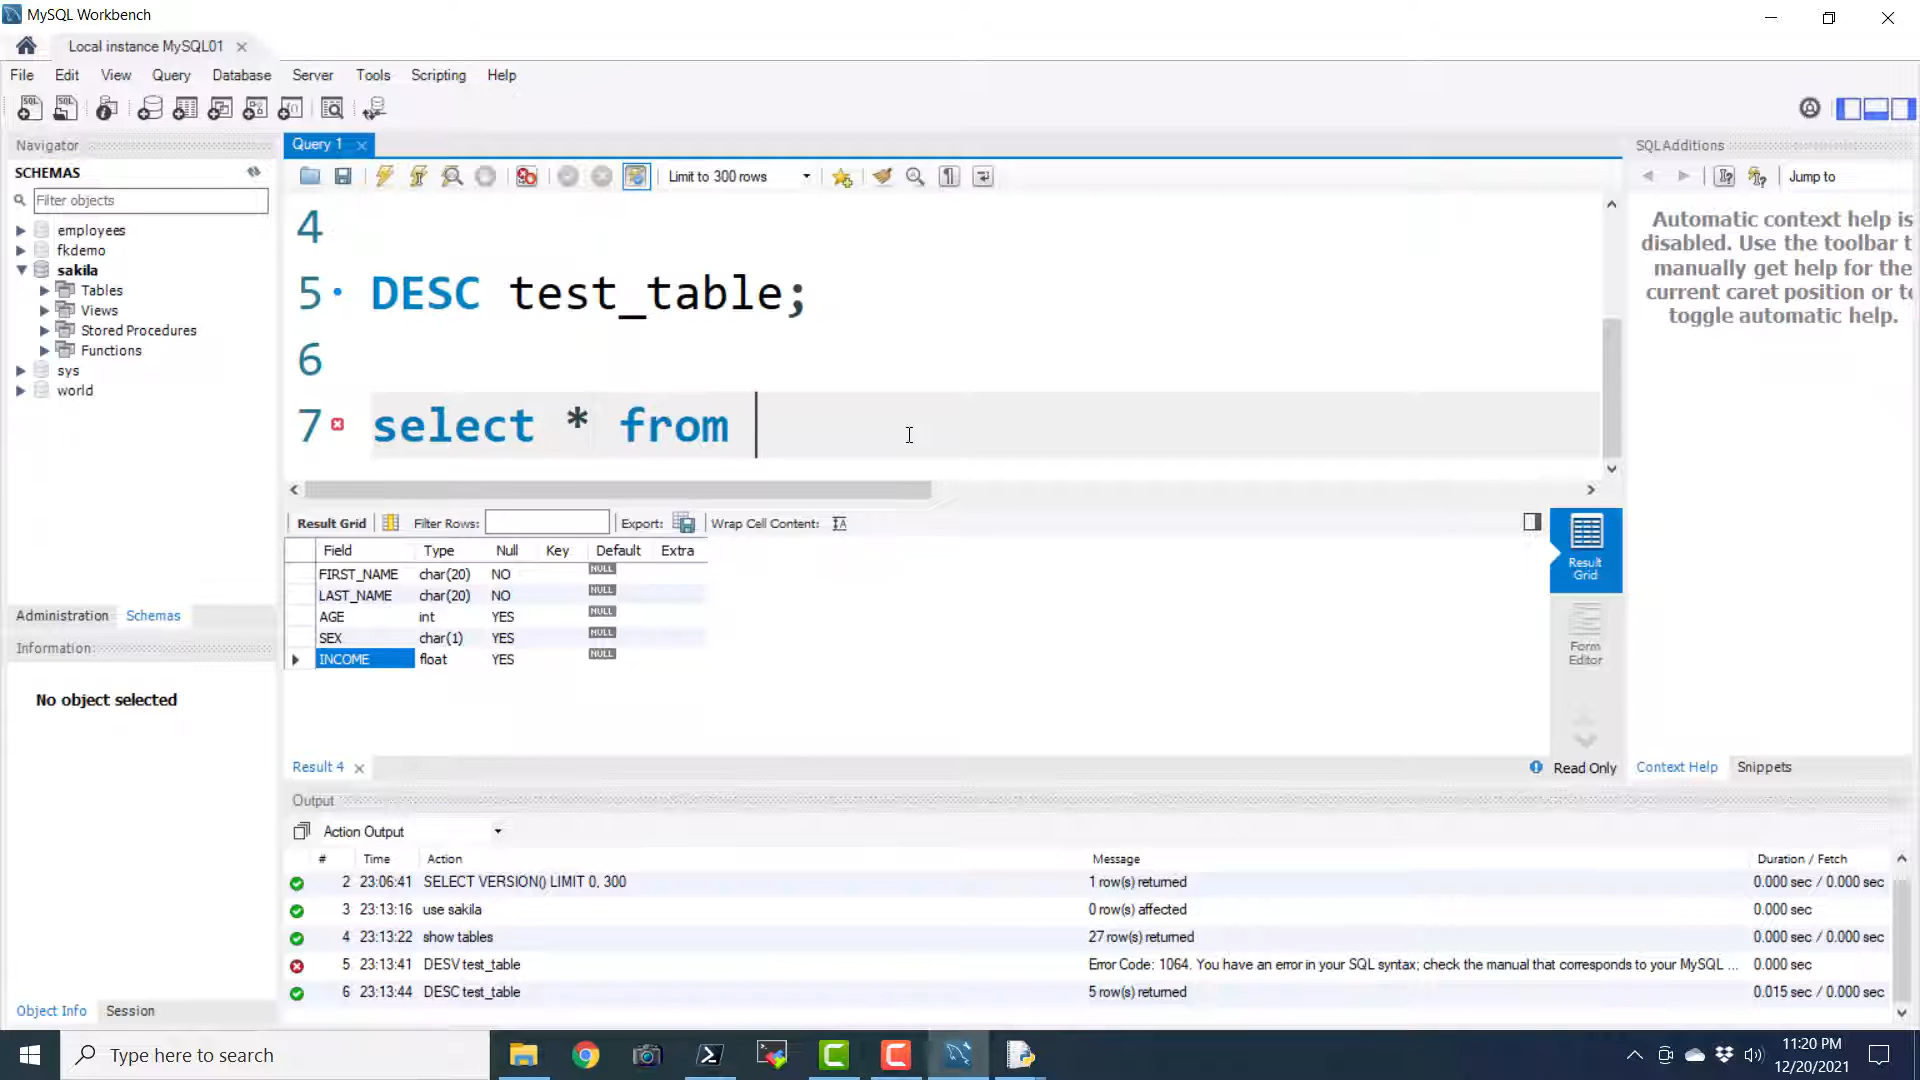 MySQL Workbench
Local instance MySQL01
File Edit View Query Database Server Tools Scripting Help
Navigator
SCHEMAS
Filter objects
employees
fkdemo
sakila
Tables
Views
Stored Procedures
Functions
sys
world
Administration Schemas
Information
No object selected
Object Info Session
Query 1
Limit to 300 rows
4
5 DESC test_table;
6
7 select * from
Result Grid Filter Rows: Export: Wrap Cell Content:
Field Type Null Key Default Extra
FIRST_NAME char(20) NO NULL
LAST_NAME char(20) NO NULL
AGE int YES NULL
SEX char(1) YES NULL
INCOME float YES NULL
Result Grid
Form Editor
Result 4
Read Only
SQLAdditions
Jump to
Automatic context help is
disabled. Use the toolbar t
manually get help for the
current caret position or to
toggle automatic help.
Context Help Snippets
Output
Action Output
# Time Action Message Duration / Fetch
2 23:06:41 SELECT VERSION() LIMIT 0, 300 1 row(s) returned 0.000 sec / 0.000 sec
3 23:13:16 use sakila 0 row(s) affected 0.000 sec
4 23:13:22 show tables 27 row(s) returned 0.000 sec / 0.000 sec
5 23:13:41 DESV test_table Error Code: 1064. You have an error in your SQL syntax; check the manual that corresponds to your MySQL ... 0.000 sec
6 23:13:44 DESC test_table 5 row(s) returned 0.015 sec / 0.000 sec
Type here to search
11:20 PM
12/20/2021